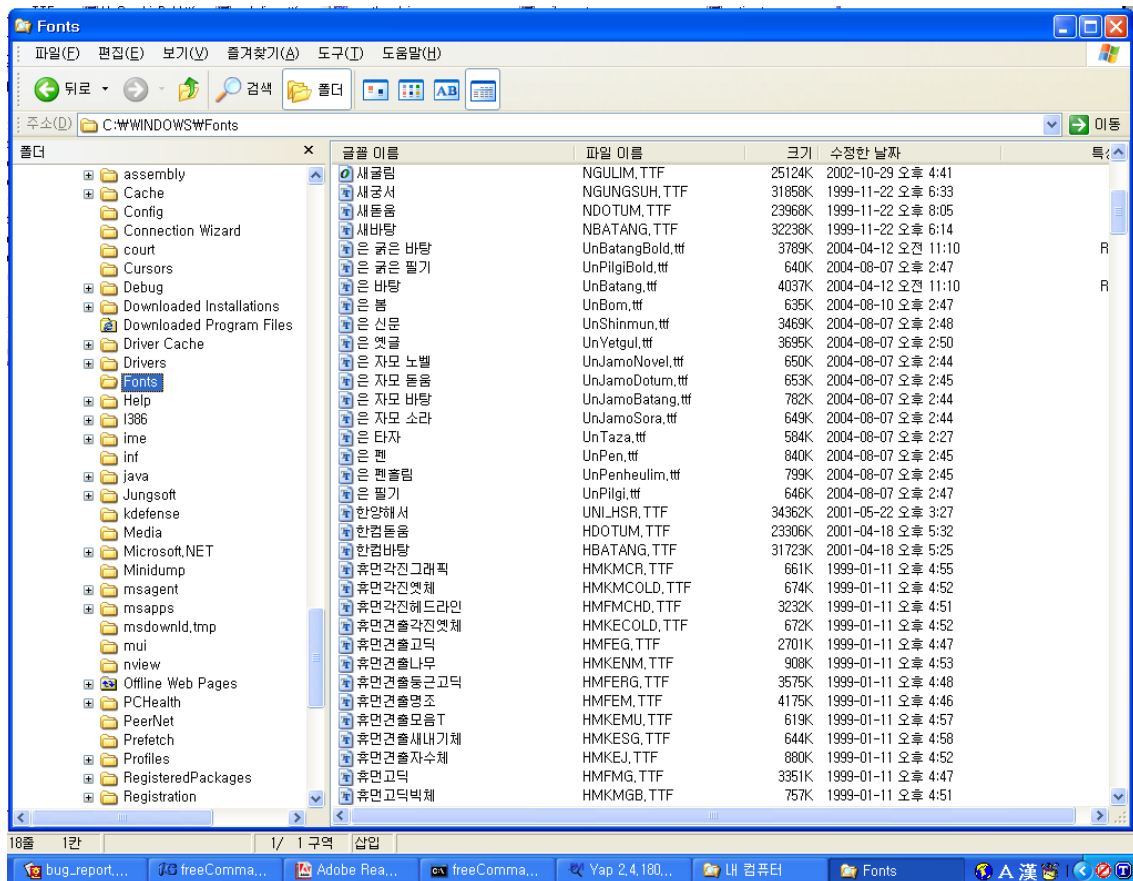 Fonts
파일(F) 편집(E) 보기(V) 즐겨찾기(A) 도구(T) 도움말(H)
뒤로 검색 폴더
주소(D) C:₩WINDOWS₩Fonts 이동
폴더
assembly
Cache
Config
Connection Wizard
court
Cursors
Debug
Downloaded Installations
Downloaded Program Files
Driver Cache
Drivers
Fonts
Help
I386
ime
inf
java
Jungsoft
kdefense
Media
Microsoft.NET
Minidump
msagent
msapps
msdownld.tmp
mui
nview
Offline Web Pages
PCHealth
PeerNet
Prefetch
Profiles
RegisteredPackages
Registration
글꼴 이름 파일 이름 크기 수정한 날짜 특성
새굴림 NGULIM.TTF 25124K 2002-10-29 오후 4:41
새궁서 NGUNGSUH.TTF 31858K 1999-11-22 오후 6:33
새돋움 NDOTUM.TTF 23968K 1999-11-22 오후 8:05
새바탕 NBATANG.TTF 32238K 1999-11-22 오후 6:14
은 굵은 바탕 UnBatangBold.ttf 3789K 2004-04-12 오전 11:10 R
은 굵은 필기 UnPilgiBold.ttf 640K 2004-08-07 오후 2:47
은 바탕 UnBatang.ttf 4037K 2004-04-12 오전 11:10 R
은 봄 UnBom.ttf 635K 2004-08-10 오후 2:47
은 신문 UnShinmun.ttf 3469K 2004-08-07 오후 2:48
은 옛글 UnYetgul.ttf 3695K 2004-08-07 오후 2:50
은 자모 노벨 UnJamoNovel.ttf 650K 2004-08-07 오후 2:44
은 자모 돋움 UnJamoDotum.ttf 653K 2004-08-07 오후 2:45
은 자모 바탕 UnJamoBatang.ttf 782K 2004-08-07 오후 2:44
은 자모 소라 UnJamoSora.ttf 649K 2004-08-07 오후 2:44
은 타자 UnTaza.ttf 584K 2004-08-07 오후 2:27
은 펜 UnPen.ttf 840K 2004-08-07 오후 2:45
은 펜흘림 UnPenheulim.ttf 799K 2004-08-07 오후 2:45
은 필기 UnPilgi.ttf 646K 2004-08-07 오후 2:47
한양해서 UNI_HSR.TTF 34362K 2001-05-22 오후 3:27
한컴돋움 HDOTUM.TTF 23306K 2001-04-18 오후 5:32
한컴바탕 HBATANG.TTF 31723K 2001-04-18 오후 5:25
휴먼각진그래픽 HMKMCR.TTF 661K 1999-01-11 오후 4:55
휴먼각진옛체 HMKMCOLD.TTF 674K 1999-01-11 오후 4:52
휴먼각진헤드라인 HMFMCHD.TTF 3232K 1999-01-11 오후 4:51
휴먼견출각진옛체 HMKECOLD.TTF 672K 1999-01-11 오후 4:52
휴먼견출고딕 HMFEG.TTF 2701K 1999-01-11 오후 4:47
휴먼견출나무 HMKENM.TTF 908K 1999-01-11 오후 4:53
휴먼견출둥근고딕 HMFERG.TTF 3575K 1999-01-11 오후 4:48
휴먼견출명조 HMFEM.TTF 4175K 1999-01-11 오후 4:46
휴먼견출모음T HMKEMU.TTF 619K 1999-01-11 오후 4:57
휴먼견출새내기체 HMKESG.TTF 644K 1999-01-11 오후 4:58
휴먼견출자수체 HMKEJ.TTF 880K 1999-01-11 오후 4:52
휴먼고딕 HMFMG.TTF 3351K 1999-01-11 오후 4:47
휴먼고딕빅체 HMKMGB.TTF 757K 1999-01-11 오후 4:51
18줄 1칸 1/ 1 구역 삽입
bug_report.... freeComma... Adobe Rea... freeComma... Yap 2.4.180... 내 컴퓨터 Fonts A 漢